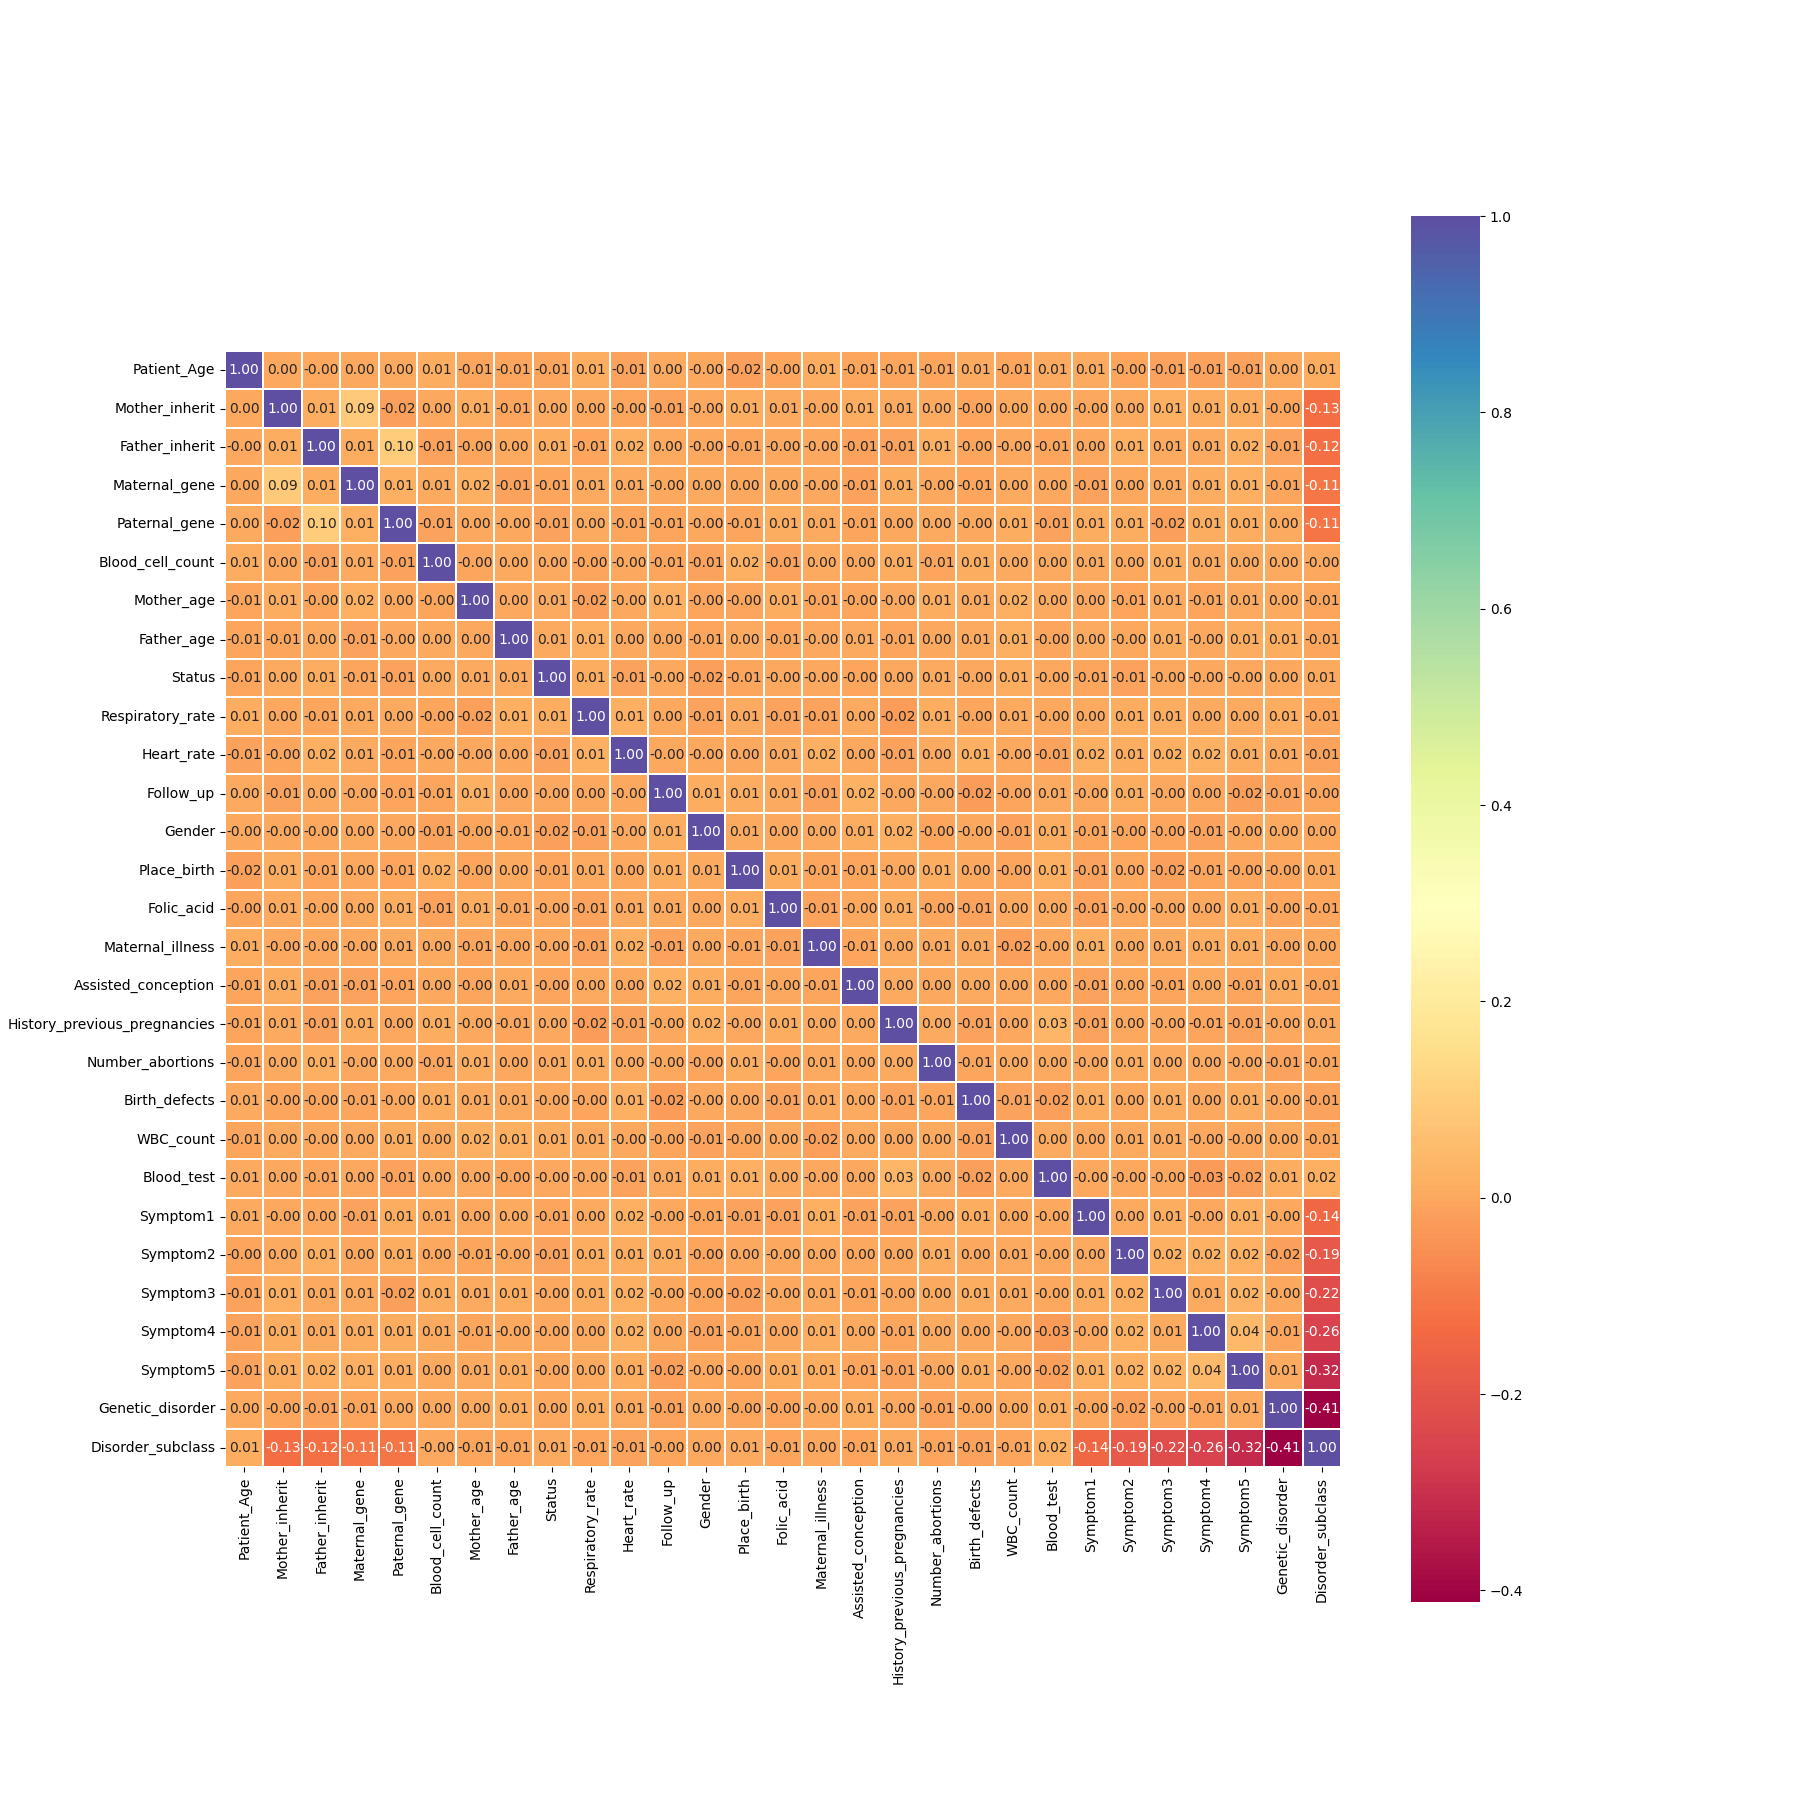 Patient_Age 1.00 0.00 -0.00 0.00 0.00 0.01 -0.01 -0.01 -0.01 0.01 -0.01 0.00 -0.00 -0.02 -0.00 0.01 -0.01 -0.01 -0.01 0.01 -0.01 0.01 0.01 -0.00 -0.01 -0.01 -0.01 0.00 0.01
Mother_inherit 0.00 1.00 0.01 0.09 -0.02 0.00 0.01 -0.01 0.00 0.00 -0.00 -0.01 -0.00 0.01 0.01 -0.00 0.01 0.01 0.00 -0.00 0.00 0.00 -0.00 0.00 0.01 0.01 0.01 -0.00 -0.13
Father_inherit -0.00 0.01 1.00 0.01 0.10 -0.01 -0.00 0.00 0.01 -0.01 0.02 0.00 -0.00 -0.01 -0.00 -0.00 -0.01 -0.01 0.01 -0.00 -0.00 -0.01 0.00 0.01 0.01 0.01 0.02 -0.01 -0.12
Maternal_gene 0.00 0.09 0.01 1.00 0.01 0.01 0.02 -0.01 -0.01 0.01 0.01 -0.00 0.00 0.00 0.00 -0.00 -0.01 0.01 -0.00 -0.01 0.00 0.00 -0.01 0.00 0.01 0.01 0.01 -0.01 -0.11
Paternal_gene 0.00 -0.02 0.10 0.01 1.00 -0.01 0.00 -0.00 -0.01 0.00 -0.01 -0.01 -0.00 -0.01 0.01 0.01 -0.01 0.00 0.00 -0.00 0.01 -0.01 0.01 0.01 -0.02 0.01 0.01 0.00 -0.11
Blood_cell_count 0.01 0.00 -0.01 0.01 -0.01 1.00 -0.00 0.00 0.00 -0.00 -0.00 -0.01 -0.01 0.02 -0.01 0.00 0.00 0.01 -0.01 0.01 0.00 0.00 0.01 0.00 0.01 0.01 0.00 0.00 -0.00
Mother_age -0.01 0.01 -0.00 0.02 0.00 -0.00 1.00 0.00 0.01 -0.02 -0.00 0.01 -0.00 -0.00 0.01 -0.01 -0.00 -0.00 0.01 0.01 0.02 0.00 0.00 -0.01 0.01 -0.01 0.01 0.00 -0.01
Father_age -0.01 -0.01 0.00 -0.01 -0.00 0.00 0.00 1.00 0.01 0.01 0.00 0.00 -0.01 0.00 -0.01 -0.00 0.01 -0.01 0.00 0.01 0.01 -0.00 0.00 -0.00 0.01 -0.00 0.01 0.01 -0.01
Status -0.01 0.00 0.01 -0.01 -0.01 0.00 0.01 0.01 1.00 0.01 -0.01 -0.00 -0.02 -0.01 -0.00 -0.00 -0.00 0.00 0.01 -0.00 0.01 -0.00 -0.01 -0.01 -0.00 -0.00 -0.00 0.00 0.01
Respiratory_rate 0.01 0.00 -0.01 0.01 0.00 -0.00 -0.02 0.01 0.01 1.00 0.01 0.00 -0.01 0.01 -0.01 -0.01 0.00 -0.02 0.01 -0.00 0.01 -0.00 0.00 0.01 0.01 0.00 0.00 0.01 -0.01
Heart_rate -0.01 -0.00 0.02 0.01 -0.01 -0.00 -0.00 0.00 -0.01 0.01 1.00 -0.00 -0.00 0.00 0.01 0.02 0.00 -0.01 0.00 0.01 -0.00 -0.01 0.02 0.01 0.02 0.02 0.01 0.01 -0.01
Follow_up 0.00 -0.01 0.00 -0.00 -0.01 -0.01 0.01 0.00 -0.00 0.00 -0.00 1.00 0.01 0.01 0.01 -0.01 0.02 -0.00 -0.00 -0.02 -0.00 0.01 -0.00 0.01 -0.00 0.00 -0.02 -0.01 -0.00
Gender -0.00 -0.00 -0.00 0.00 -0.00 -0.01 -0.00 -0.01 -0.02 -0.01 -0.00 0.01 1.00 0.01 0.00 0.00 0.01 0.02 -0.00 -0.00 -0.01 0.01 -0.01 -0.00 -0.00 -0.01 -0.00 0.00 0.00
Place_birth -0.02 0.01 -0.01 0.00 -0.01 0.02 -0.00 0.00 -0.01 0.01 0.00 0.01 0.01 1.00 0.01 -0.01 -0.01 -0.00 0.01 0.00 -0.00 0.01 -0.01 0.00 -0.02 -0.01 -0.00 -0.00 0.01
Folic_acid -0.00 0.01 -0.00 0.00 0.01 -0.01 0.01 -0.01 -0.00 -0.01 0.01 0.01 0.00 0.01 1.00 -0.01 -0.00 0.01 -0.00 -0.01 0.00 0.00 -0.01 -0.00 -0.00 0.00 0.01 -0.00 -0.01
Maternal_illness 0.01 -0.00 -0.00 -0.00 0.01 0.00 -0.01 -0.00 -0.00 -0.01 0.02 -0.01 0.00 -0.01 -0.01 1.00 -0.01 0.00 0.01 0.01 -0.02 -0.00 0.01 0.00 0.01 0.01 0.01 -0.00 0.00
Assisted_conception -0.01 0.01 -0.01 -0.01 -0.01 0.00 -0.00 0.01 -0.00 0.00 0.00 0.02 0.01 -0.01 -0.00 -0.01 1.00 0.00 0.00 0.00 0.00 0.00 -0.01 0.00 -0.01 0.00 -0.01 0.01 -0.01
History_previous_pregnancies -0.01 0.01 -0.01 0.01 0.00 0.01 -0.00 -0.01 0.00 -0.02 -0.01 -0.00 0.02 -0.00 0.01 0.00 0.00 1.00 0.00 -0.01 0.00 0.03 -0.01 0.00 -0.00 -0.01 -0.01 -0.00 0.01
Number_abortions -0.01 0.00 0.01 -0.00 0.00 -0.01 0.01 0.00 0.01 0.01 0.00 -0.00 -0.00 0.01 -0.00 0.01 0.00 0.00 1.00 -0.01 0.00 0.00 -0.00 0.01 0.00 0.00 -0.00 -0.01 -0.01
Birth_defects 0.01 -0.00 -0.00 -0.01 -0.00 0.01 0.01 0.01 -0.00 -0.00 0.01 -0.02 -0.00 0.00 -0.01 0.01 0.00 -0.01 -0.01 1.00 -0.01 -0.02 0.01 0.00 0.01 0.00 0.01 -0.00 -0.01
WBC_count -0.01 0.00 -0.00 0.00 0.01 0.00 0.02 0.01 0.01 0.01 -0.00 -0.00 -0.01 -0.00 0.00 -0.02 0.00 0.00 0.00 -0.01 1.00 0.00 0.00 0.01 0.01 -0.00 -0.00 0.00 -0.01
Blood_test 0.01 0.00 -0.01 0.00 -0.01 0.00 0.00 -0.00 -0.00 -0.00 -0.01 0.01 0.01 0.01 0.00 -0.00 0.00 0.03 0.00 -0.02 0.00 1.00 -0.00 -0.00 -0.00 -0.03 -0.02 0.01 0.02
Symptom1 0.01 -0.00 0.00 -0.01 0.01 0.01 0.00 0.00 -0.01 0.00 0.02 -0.00 -0.01 -0.01 -0.01 0.01 -0.01 -0.01 -0.00 0.01 0.00 -0.00 1.00 0.00 0.01 -0.00 0.01 -0.00 -0.14
Symptom2 -0.00 0.00 0.01 0.00 0.01 0.00 -0.01 -0.00 -0.01 0.01 0.01 0.01 -0.00 0.00 -0.00 0.00 0.00 0.00 0.01 0.00 0.01 -0.00 0.00 1.00 0.02 0.02 0.02 -0.02 -0.19
Symptom3 -0.01 0.01 0.01 0.01 -0.02 0.01 0.01 0.01 -0.00 0.01 0.02 -0.00 -0.00 -0.02 -0.00 0.01 -0.01 -0.00 0.00 0.01 0.01 -0.00 0.01 0.02 1.00 0.01 0.02 -0.00 -0.22
Symptom4 -0.01 0.01 0.01 0.01 0.01 0.01 -0.01 -0.00 -0.00 0.00 0.02 0.00 -0.01 -0.01 0.00 0.01 0.00 -0.01 0.00 0.00 -0.00 -0.03 -0.00 0.02 0.01 1.00 0.04 -0.01 -0.26
Symptom5 -0.01 0.01 0.02 0.01 0.01 0.00 0.01 0.01 -0.00 0.00 0.01 -0.02 -0.00 -0.00 0.01 0.01 -0.01 -0.01 -0.00 0.01 -0.00 -0.02 0.01 0.02 0.02 0.04 1.00 0.01 -0.32
Genetic_disorder 0.00 -0.00 -0.01 -0.01 0.00 0.00 0.00 0.01 0.00 0.01 0.01 -0.01 0.00 -0.00 -0.00 -0.00 0.01 -0.00 -0.01 -0.00 0.00 0.01 -0.00 -0.02 -0.00 -0.01 0.01 1.00 -0.41
Disorder_subclass 0.01 -0.13 -0.12 -0.11 -0.11 -0.00 -0.01 -0.01 0.01 -0.01 -0.01 -0.00 0.00 0.01 -0.01 0.00 -0.01 0.01 -0.01 -0.01 -0.01 0.02 -0.14 -0.19 -0.22 -0.26 -0.32 -0.41 1.00
Patient_Age
Mother_inherit
Father_inherit
Maternal_gene
Paternal_gene
Blood_cell_count
Mother_age
Father_age
Status
Respiratory_rate
Heart_rate
Follow_up
Gender
Place_birth
Folic_acid
Maternal_illness
Assisted_conception
History_previous_pregnancies
Number_abortions
Birth_defects
WBC_count
Blood_test
Symptom1
Symptom2
Symptom3
Symptom4
Symptom5
Genetic_disorder
Disorder_subclass
1.0
0.8
0.6
0.4
0.2
0.0
−0.2
−0.4